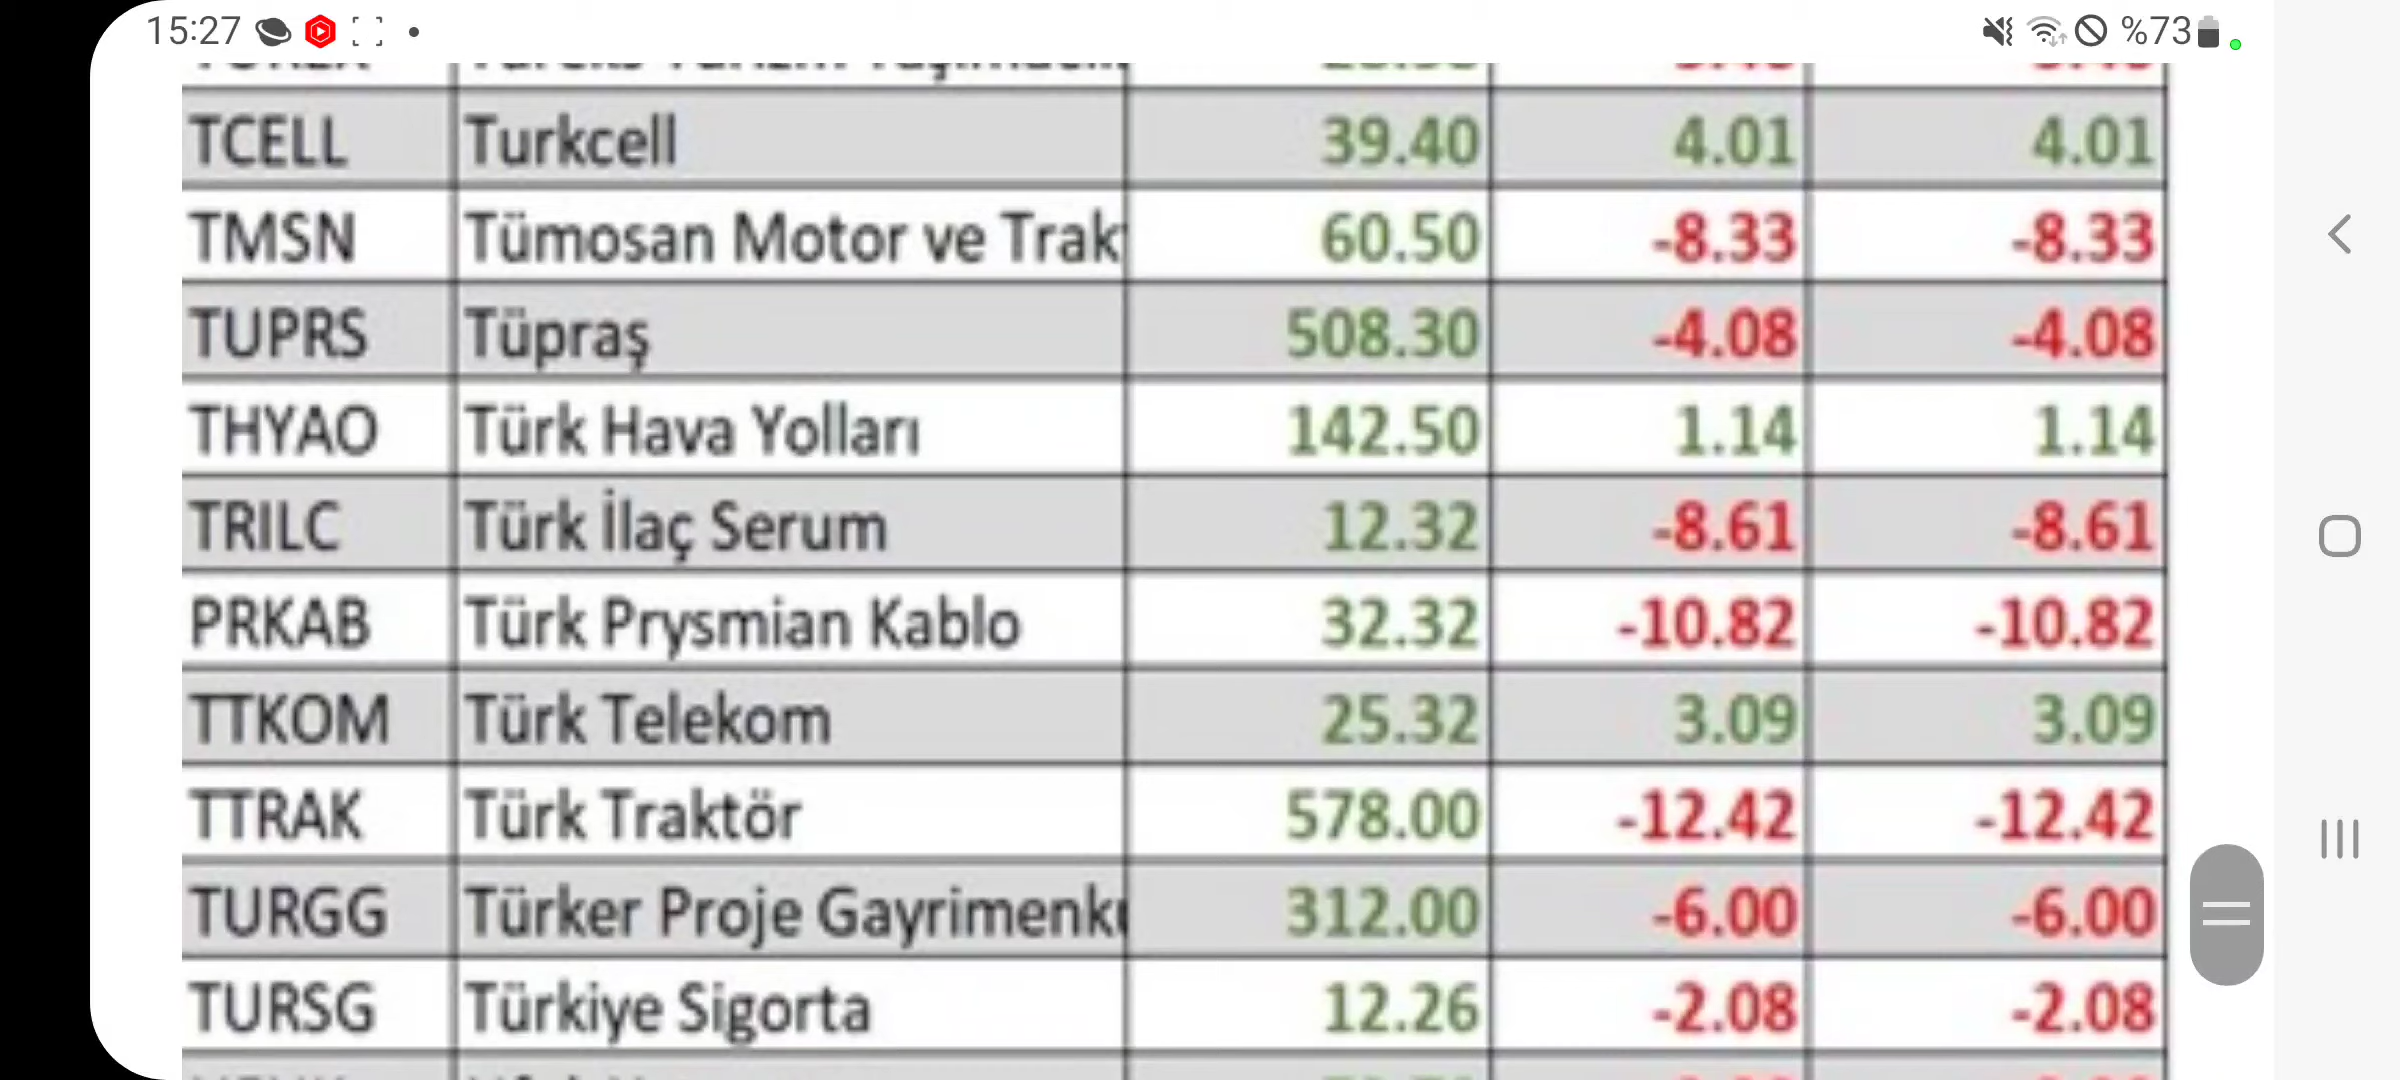 15:27 %73
TCELL Turkcell 39.40 4.01 4.01
TMSN Tümosan Motor ve Trak 60.50 -8.33 -8.33
TUPRS Tüpraş 508.30 -4.08 -4.08
THYAO Türk Hava Yolları 142.50 1.14 1.14
TRILC Türk İlaç Serum 12.32 -8.61 -8.61
PRKAB Türk Prysmian Kablo 32.32 -10.82 -10.82
TTKOM Türk Telekom 25.32 3.09 3.09
TTRAK Türk Traktör 578.00 -12.42 -12.42
TURGG Türker Proje Gayrimenku 312.00 -6.00 -6.00
TURSG Türkiye Sigorta 12.26 -2.08 -2.08